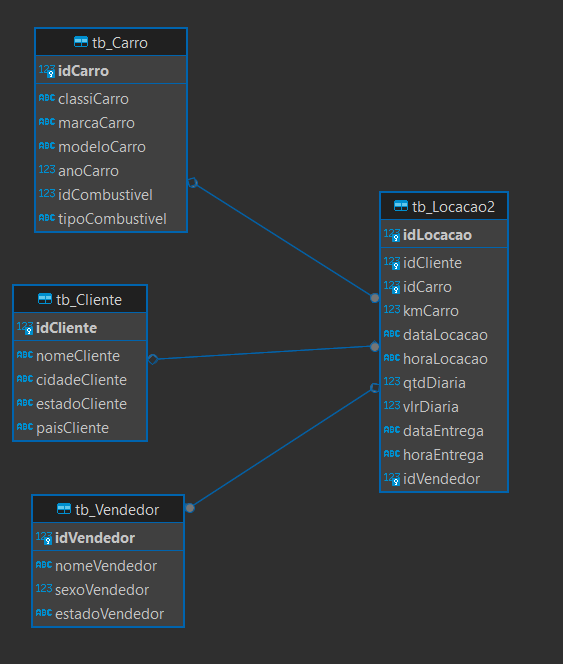 tb_Carro
123 idCarro
ABC classiCarro
ABC marcaCarro
ABC modeloCarro
123 anoCarro
123 idCombustivel
ABC tipoCombustivel
tb_Locacao2
123 idLocacao
123 idCliente
123 idCarro
123 kmCarro
ABC dataLocacao
ABC horaLocacao
123 qtdDiaria
123 vlrDiaria
ABC dataEntrega
ABC horaEntrega
123 idVendedor
tb_Cliente
123 idCliente
ABC nomeCliente
ABC cidadeCliente
ABC estadoCliente
ABC paisCliente
tb_Vendedor
123 idVendedor
ABC nomeVendedor
123 sexoVendedor
ABC estadoVendedor